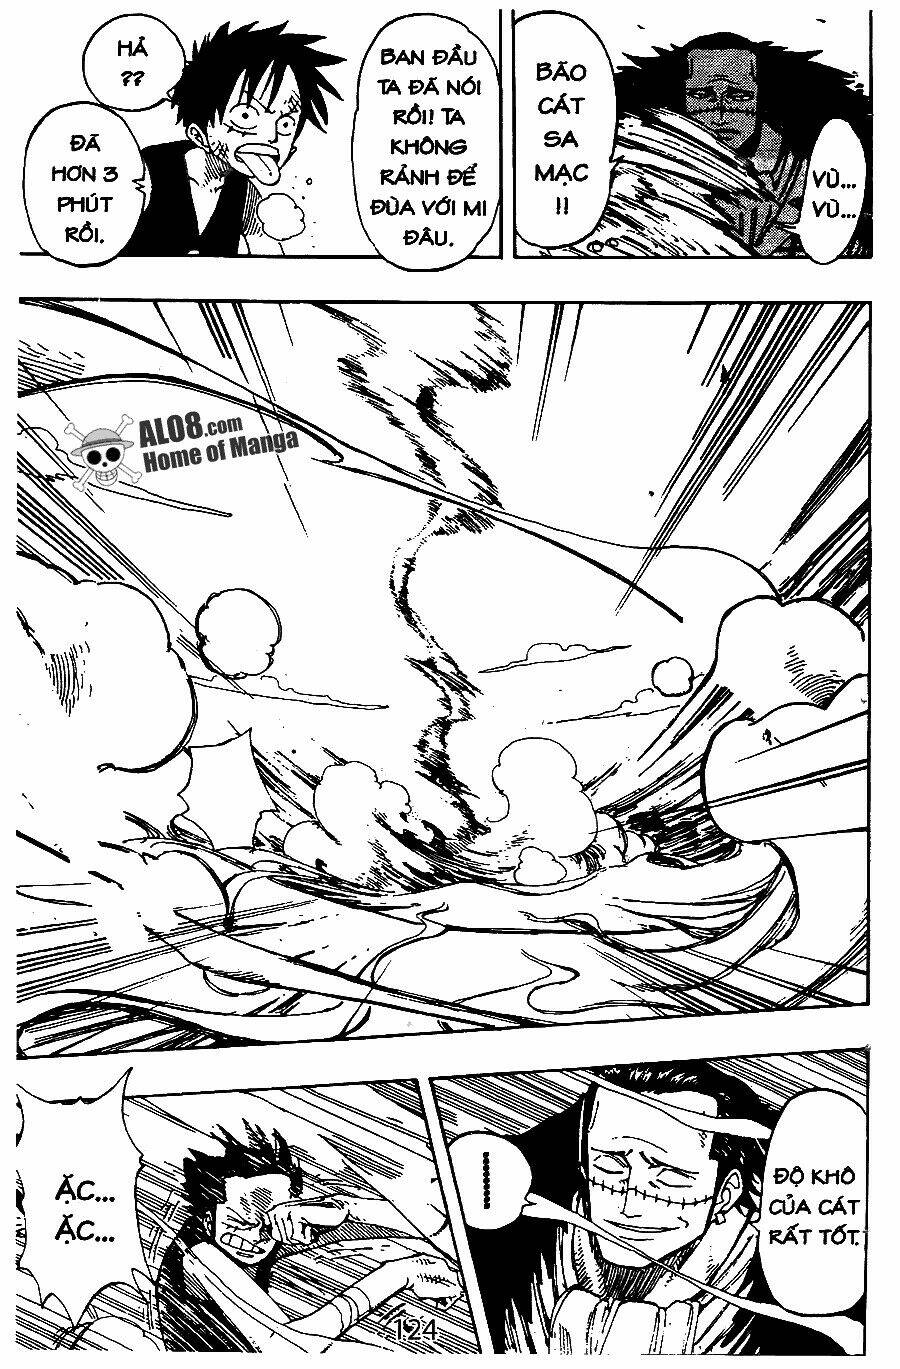 VÙ...
VÙ...
BÃO
CÁT
SA
MẠC
!!
BAN ĐẦU
TA ĐÃ NÓI
RỒI! TA
KHÔNG
RẢNH ĐỂ
ĐÙA VỚI MI
ĐÂU.
HẢ
??
ĐÃ
HƠN 3
PHÚT
RỒI.
AL08.com
Home of Manga
ĐỘ KHÔ
CỦA CÁT
RẤT TỐT.
.........
ẶC...
ẶC...
124